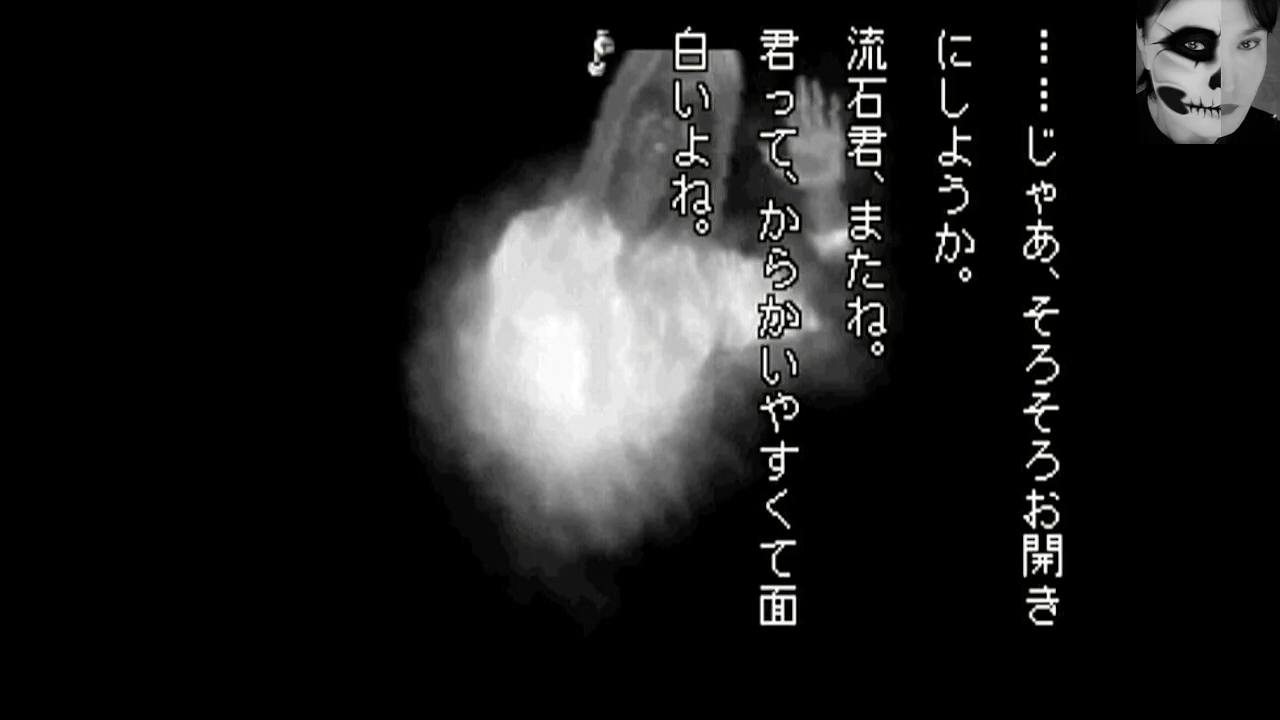 ……じゃあ、そろそろお開き
にしようか。
流石君、またね。
君って、からかいやすくて面
白いよね。